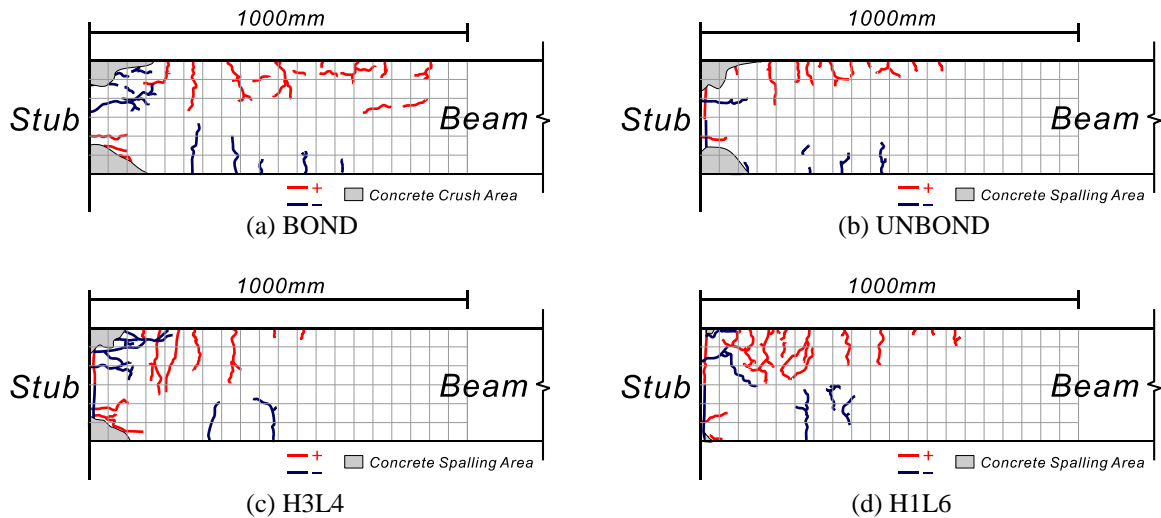 1000mm
Stub
Beam
+
−
Concrete Crush Area
(a) BOND
1000mm
Stub
Beam
+
−
Concrete Spalling Area
(b) UNBOND
1000mm
Stub
Beam
+
−
Concrete Spalling Area
(c) H3L4
1000mm
Stub
Beam
+
−
Concrete Spalling Area
(d) H1L6